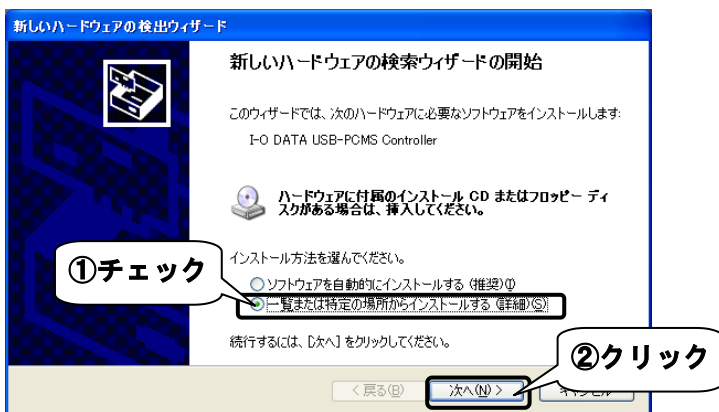 新しいハードウェアの検出ウィザード
新しいハードウェアの検索ウィザードの開始
このウィザードでは、次のハードウェアに必要なソフトウェアをインストールします:
I-O DATA USB-PCMS Controller
ハードウェアに付属のインストール CD またはフロッピー ディ
スクがある場合は、挿入してください。
インストール方法を選んでください。
①チェック
ソフトウェアを自動的にインストールする (推奨)(I)
一覧または特定の場所からインストールする (詳細)(S)
続行するには、[次へ] をクリックしてください。
②クリック
< 戻る(B)
次へ(N) >
キャンセル